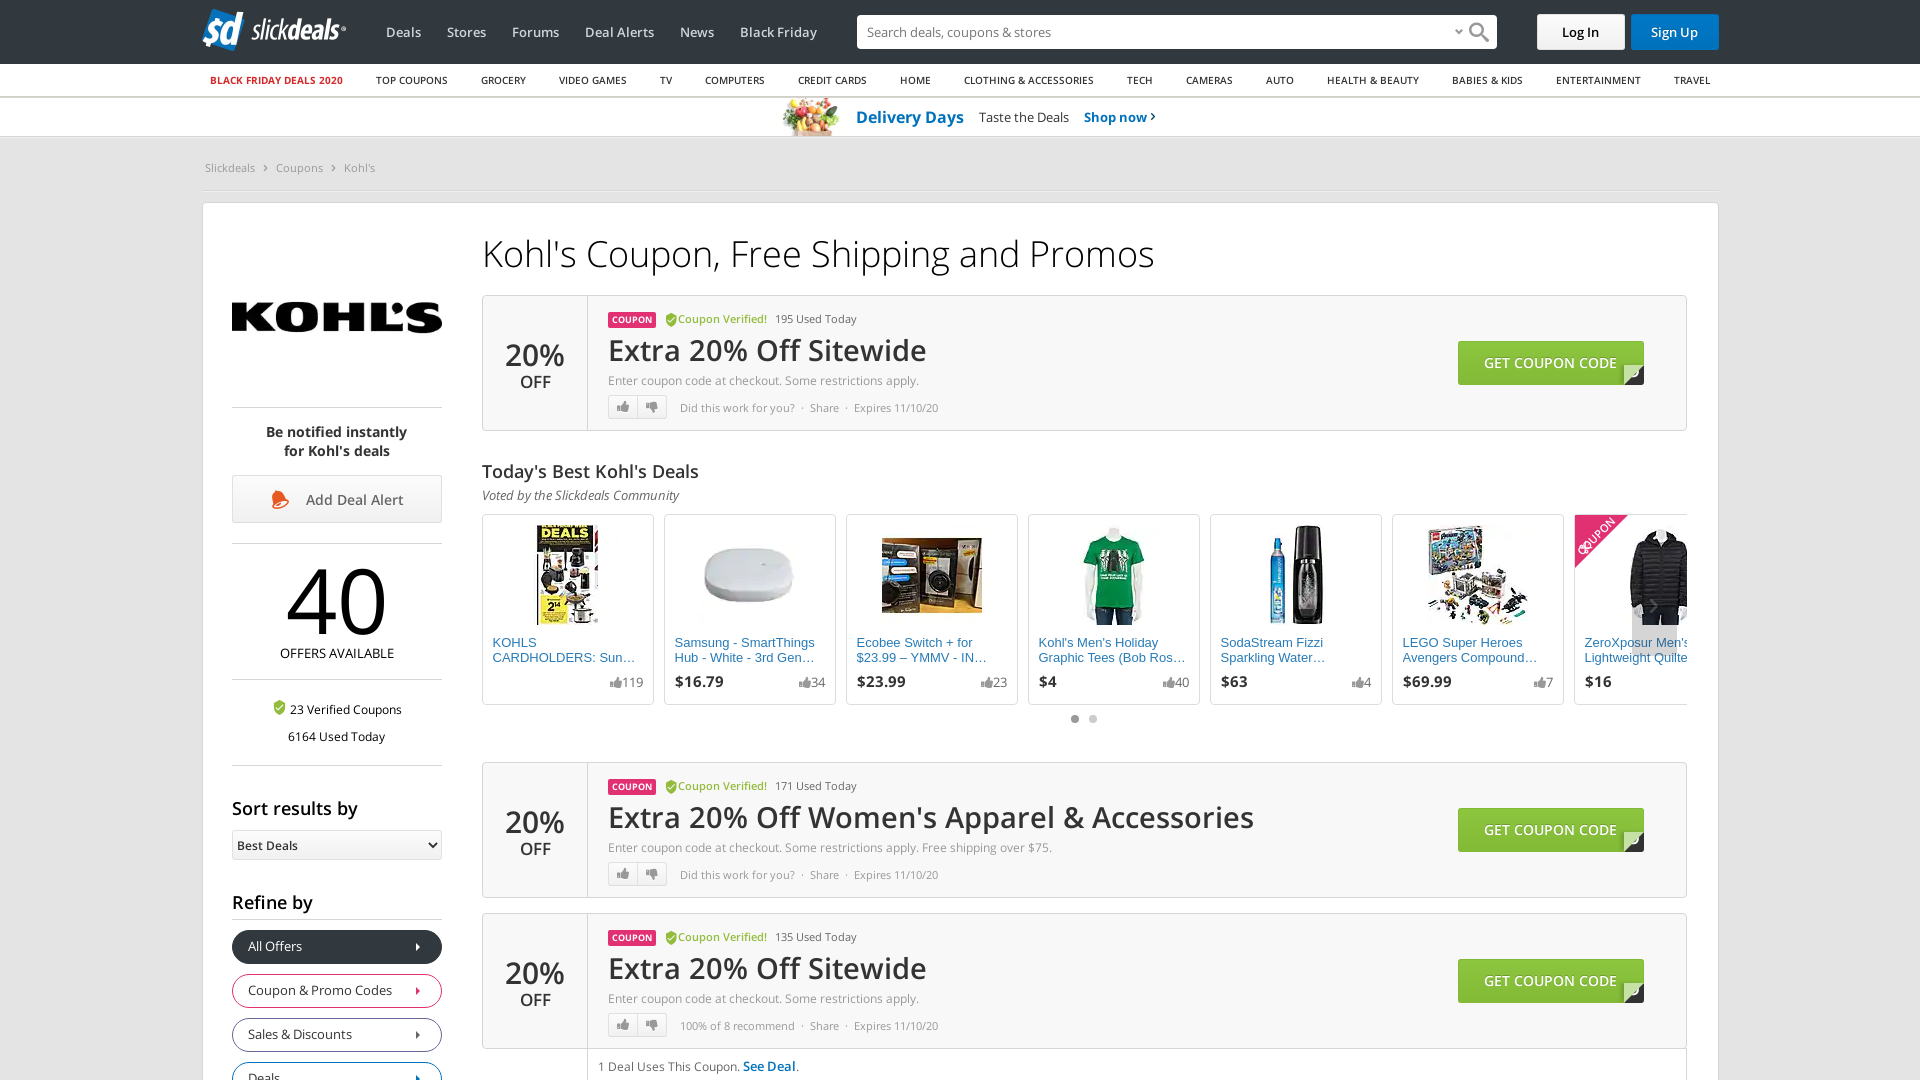 sd slickdeals
Deals
Stores
Forums
Deal Alerts
News
Black Friday
Search deals, coupons & stores
Log In
Sign Up
BLACK FRIDAY DEALS 2020
TOP COUPONS
GROCERY
VIDEO GAMES
TV
COMPUTERS
CREDIT CARDS
HOME
CLOTHING & ACCESSORIES
TECH
CAMERAS
AUTO
HEALTH & BEAUTY
BABIES & KIDS
ENTERTAINMENT
TRAVEL
Delivery Days Taste the Deals Shop now
Slickdeals > Coupons > Kohl's
KOHL'S
Be notified instantly
for Kohl's deals
Add Deal Alert
40
OFFERS AVAILABLE
23 Verified Coupons
6164 Used Today
Sort results by
Best Deals
Refine by
All Offers
Coupon & Promo Codes
Sales & Discounts
Deals
Kohl's Coupon, Free Shipping and Promos
20%
OFF
COUPON Coupon Verified! 195 Used Today
Extra 20% Off Sitewide
Enter coupon code at checkout. Some restrictions apply.
Did this work for you? · Share · Expires 11/10/20
GET COUPON CODE
Today's Best Kohl's Deals
Voted by the Slickdeals Community
DEALS
214
KOHLS
CARDHOLDERS: Sun…
119
Samsung - SmartThings
Hub - White - 3rd Gen…
$16.79
34
Ecobee Switch + for
$23.99 – YMMV - IN…
$23.99
23
Kohl's Men's Holiday
Graphic Tees (Bob Ros…
$4
40
SodaStream Fizzi
Sparkling Water…
$63
4
LEGO Super Heroes
Avengers Compound…
$69.99
7
COUPON
ZeroXposur Men's
Lightweight Quilte
$16
20%
OFF
COUPON Coupon Verified! 171 Used Today
Extra 20% Off Women's Apparel & Accessories
Enter coupon code at checkout. Some restrictions apply. Free shipping over $75.
Did this work for you? · Share · Expires 11/10/20
GET COUPON CODE
20%
OFF
COUPON Coupon Verified! 135 Used Today
Extra 20% Off Sitewide
Enter coupon code at checkout. Some restrictions apply.
100% of 8 recommend · Share · Expires 11/10/20
GET COUPON CODE
1 Deal Uses This Coupon. See Deal.